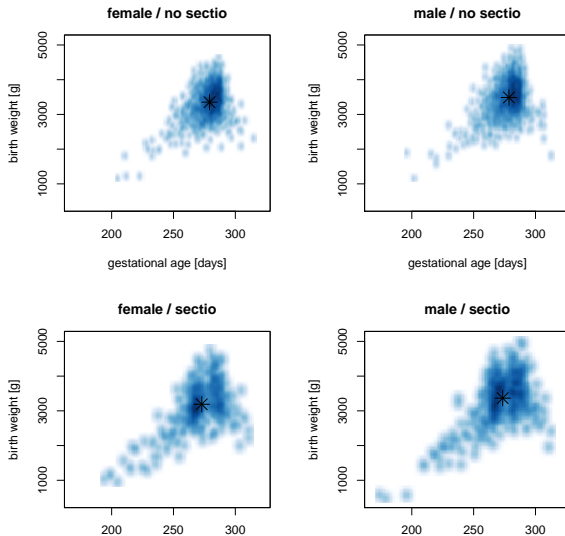 female / no sectio
male / no sectio
birth weight [g]
1000
3000
5000
200
250
300
gestational age [days]
birth weight [g]
1000
3000
5000
200
250
300
gestational age [days]
female / sectio
male / sectio
birth weight [g]
1000
3000
5000
200
250
300
birth weight [g]
1000
3000
5000
200
250
300